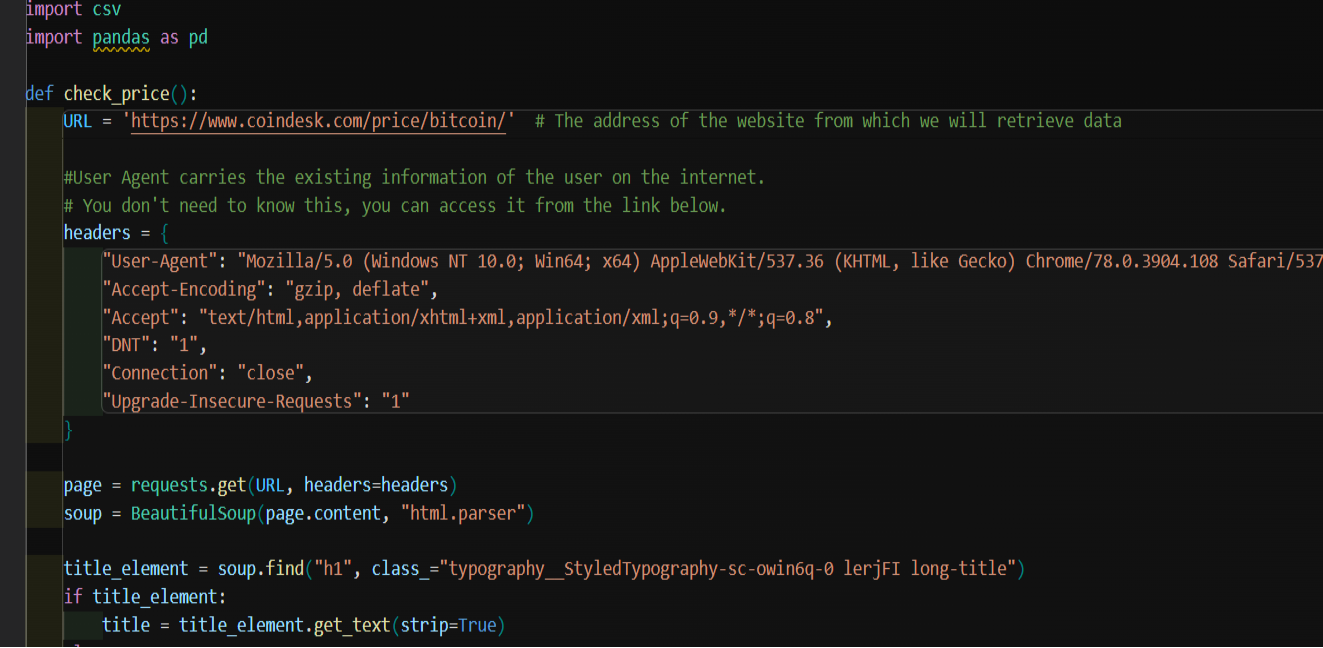 import csv
import pandas as pd
def check_price():
URL = 'https://www.coindesk.com/price/bitcoin/'  # The address of the website from which we will retrieve data
#User Agent carries the existing information of the user on the internet.
# You don't need to know this, you can access it from the link below.
headers = {
"User-Agent": "Mozilla/5.0 (Windows NT 10.0; Win64; x64) AppleWebKit/537.36 (KHTML, like Gecko) Chrome/78.0.3904.108 Safari/537
"Accept-Encoding": "gzip, deflate",
"Accept": "text/html,application/xhtml+xml,application/xml;q=0.9,*/*;q=0.8",
"DNT": "1",
"Connection": "close",
"Upgrade-Insecure-Requests": "1"
}
page = requests.get(URL, headers=headers)
soup = BeautifulSoup(page.content, "html.parser")
title_element = soup.find("h1", class_="typography__StyledTypography-sc-owin6q-0 lerjFI long-title")
if title_element:
title = title_element.get_text(strip=True)